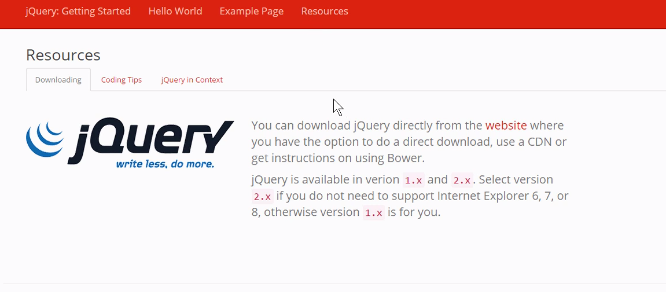 jQuery: Getting Started Hello World Example Page Resources
Resources
Downloading Coding Tips jQuery in Context
jQuery
write less, do more.
You can download jQuery directly from the website where
you have the option to do a direct download, use a CDN or
get instructions on using Bower.
jQuery is available in verion 1.x and 2.x. Select version
2.x if you do not need to support Internet Explorer 6, 7, or
8, otherwise version 1.x is for you.